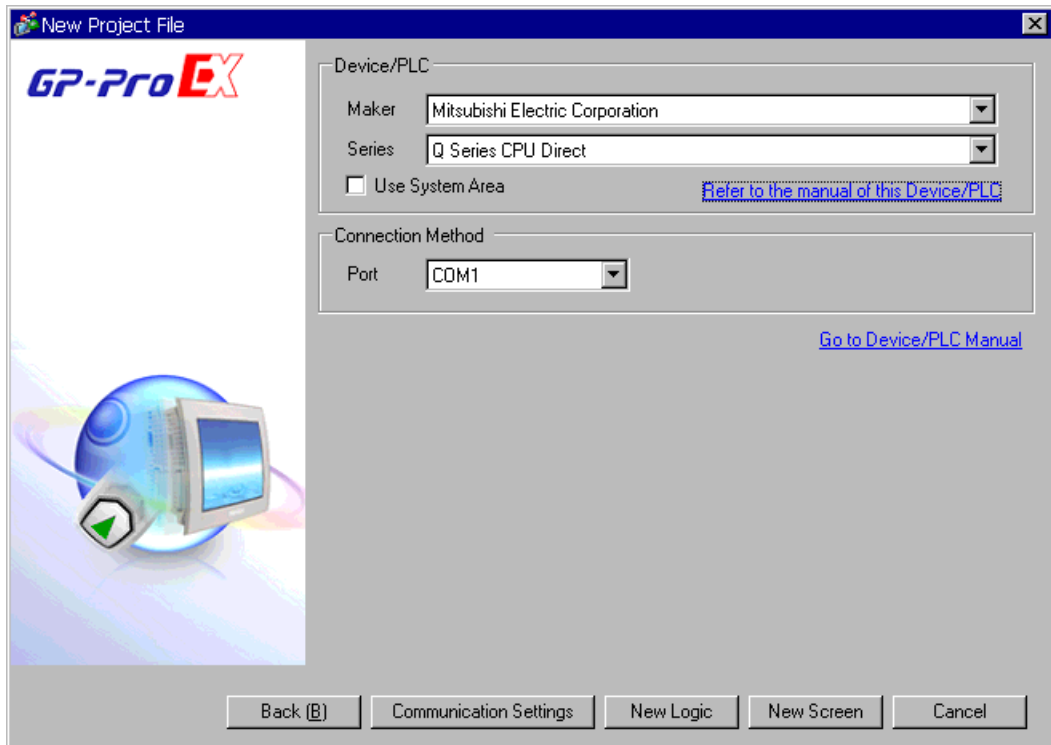 New Project File
GP-Pro EX
Device/PLC
Maker Mitsubishi Electric Corporation
Series Q Series CPU Direct
Use System Area Refer to the manual of this Device/PLC
Connection Method
Port COM1
Go to Device/PLC Manual
Back (B) Communication Settings New Logic New Screen Cancel